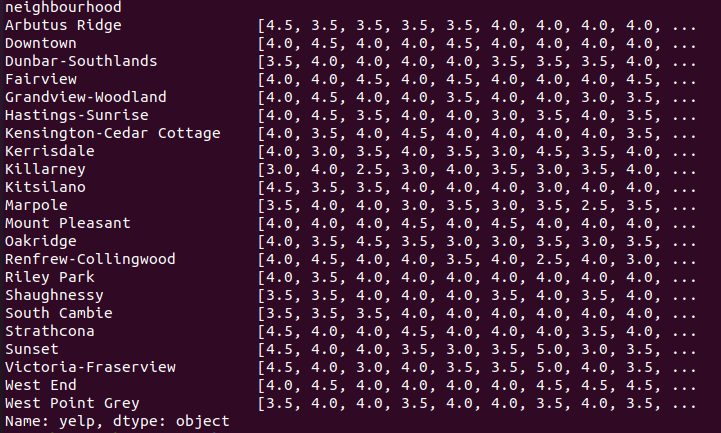 neighbourhood
Arbutus Ridge [4.5, 3.5, 3.5, 3.5, 3.5, 4.0, 4.0, 4.0, 4.0, ...
Downtown [4.0, 4.5, 4.0, 4.0, 4.5, 4.0, 4.0, 4.0, 4.0, ...
Dunbar-Southlands [3.5, 4.0, 4.0, 4.0, 4.0, 3.5, 3.5, 3.5, 4.0, ...
Fairview [4.0, 4.0, 4.5, 4.0, 4.5, 4.0, 4.0, 4.0, 4.5, ...
Grandview-Woodland [4.0, 4.5, 4.0, 4.0, 3.5, 4.0, 4.0, 3.0, 3.5, ...
Hastings-Sunrise [4.0, 4.5, 3.5, 4.0, 4.0, 3.0, 3.5, 4.0, 3.5, ...
Kensington-Cedar Cottage [4.0, 3.5, 4.0, 4.5, 4.0, 4.0, 4.0, 4.0, 3.5, ...
Kerrisdale [4.0, 3.0, 3.5, 4.0, 3.5, 3.0, 4.5, 3.5, 4.0, ...
Killarney [3.0, 4.0, 2.5, 3.0, 4.0, 3.5, 3.0, 3.5, 4.0, ...
Kitsilano [4.5, 3.5, 3.5, 4.0, 4.0, 4.0, 3.0, 4.0, 4.0, ...
Marpole [3.5, 4.0, 4.0, 3.0, 3.5, 3.0, 3.5, 2.5, 3.5, ...
Mount Pleasant [4.0, 4.0, 4.0, 4.5, 4.0, 4.5, 4.0, 4.0, 4.0, ...
Oakridge [4.0, 3.5, 4.5, 3.5, 3.0, 3.0, 3.5, 3.0, 3.5, ...
Renfrew-Collingwood [4.0, 4.5, 4.0, 4.0, 3.5, 4.0, 2.5, 4.0, 3.0, ...
Riley Park [4.0, 3.5, 4.0, 4.0, 4.0, 4.0, 4.0, 4.0, 4.0, ...
Shaughnessy [3.5, 3.5, 4.0, 4.0, 4.0, 3.5, 4.0, 3.5, 4.0, ...
South Cambie [3.5, 3.5, 3.5, 4.0, 4.0, 4.0, 4.0, 4.0, 4.0, ...
Strathcona [4.5, 4.0, 4.0, 4.5, 4.0, 4.0, 4.0, 3.5, 4.0, ...
Sunset [4.5, 4.0, 4.0, 3.5, 3.0, 3.5, 5.0, 3.0, 3.5, ...
Victoria-Fraserview [4.5, 4.0, 3.0, 4.0, 3.5, 3.5, 5.0, 4.0, 3.5, ...
West End [4.0, 4.5, 4.0, 4.0, 4.0, 4.0, 4.5, 4.5, 4.5, ...
West Point Grey [3.5, 4.0, 4.0, 3.5, 4.0, 4.0, 3.5, 4.0, 3.5, ...
Name: yelp, dtype: object